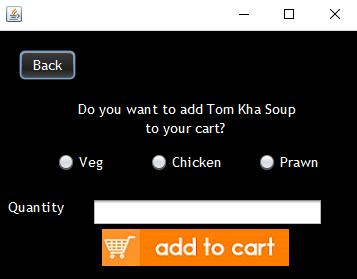 Back
Do you want to add Tom Kha Soup
to your cart?
Veg Chicken Prawn
Quantity
add to cart